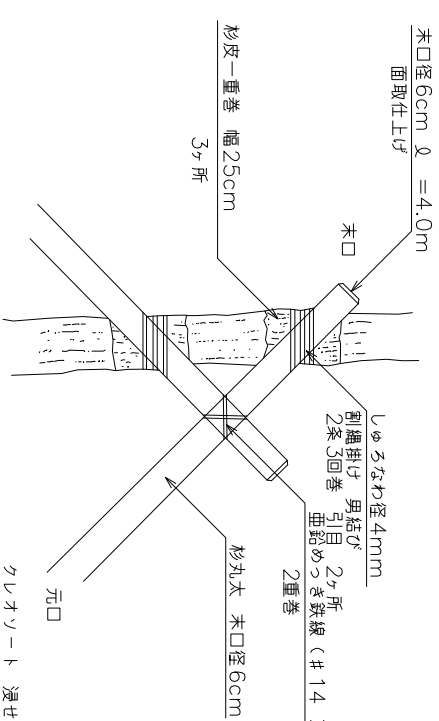 末口径6cm ℓ =4.0m
面取仕上げ
杉皮一重巻 幅25cm
3ヶ所
末口
しゅろなわ径4mm
割縄掛け 男結び
2条3回巻 引目 2ヶ所
亜鉛めっき鉄線(#14
2重巻
杉丸太 末口径6cm
元口
クレオソート 浸せ